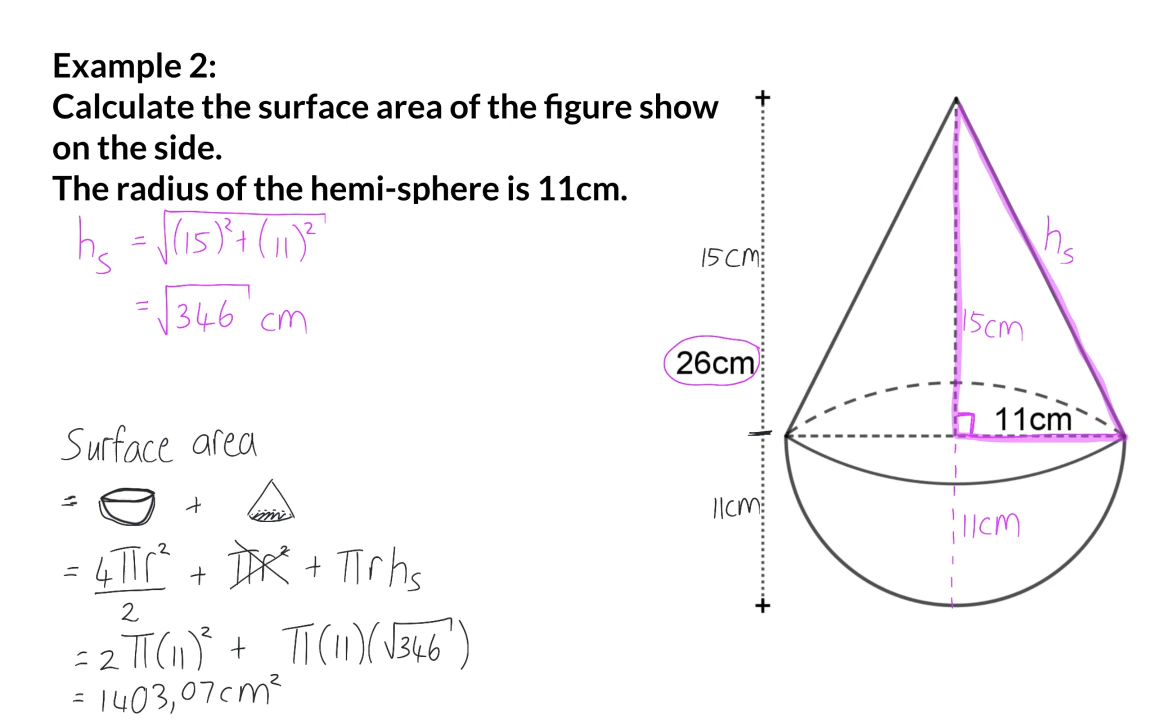 Example 2:
Calculate the surface area of the figure show
on the side.
The radius of the hemi-sphere is 11cm.
hₛ = √(15)²+(11)²
= √346 cm
Surface area
= +
= 4πr²/2 + πr² + πrhₛ
= 2π(11)² + π(11)(√346)
= 1403,07cm²
15cm
26cm
11cm
hₛ
15cm
11cm
11cm